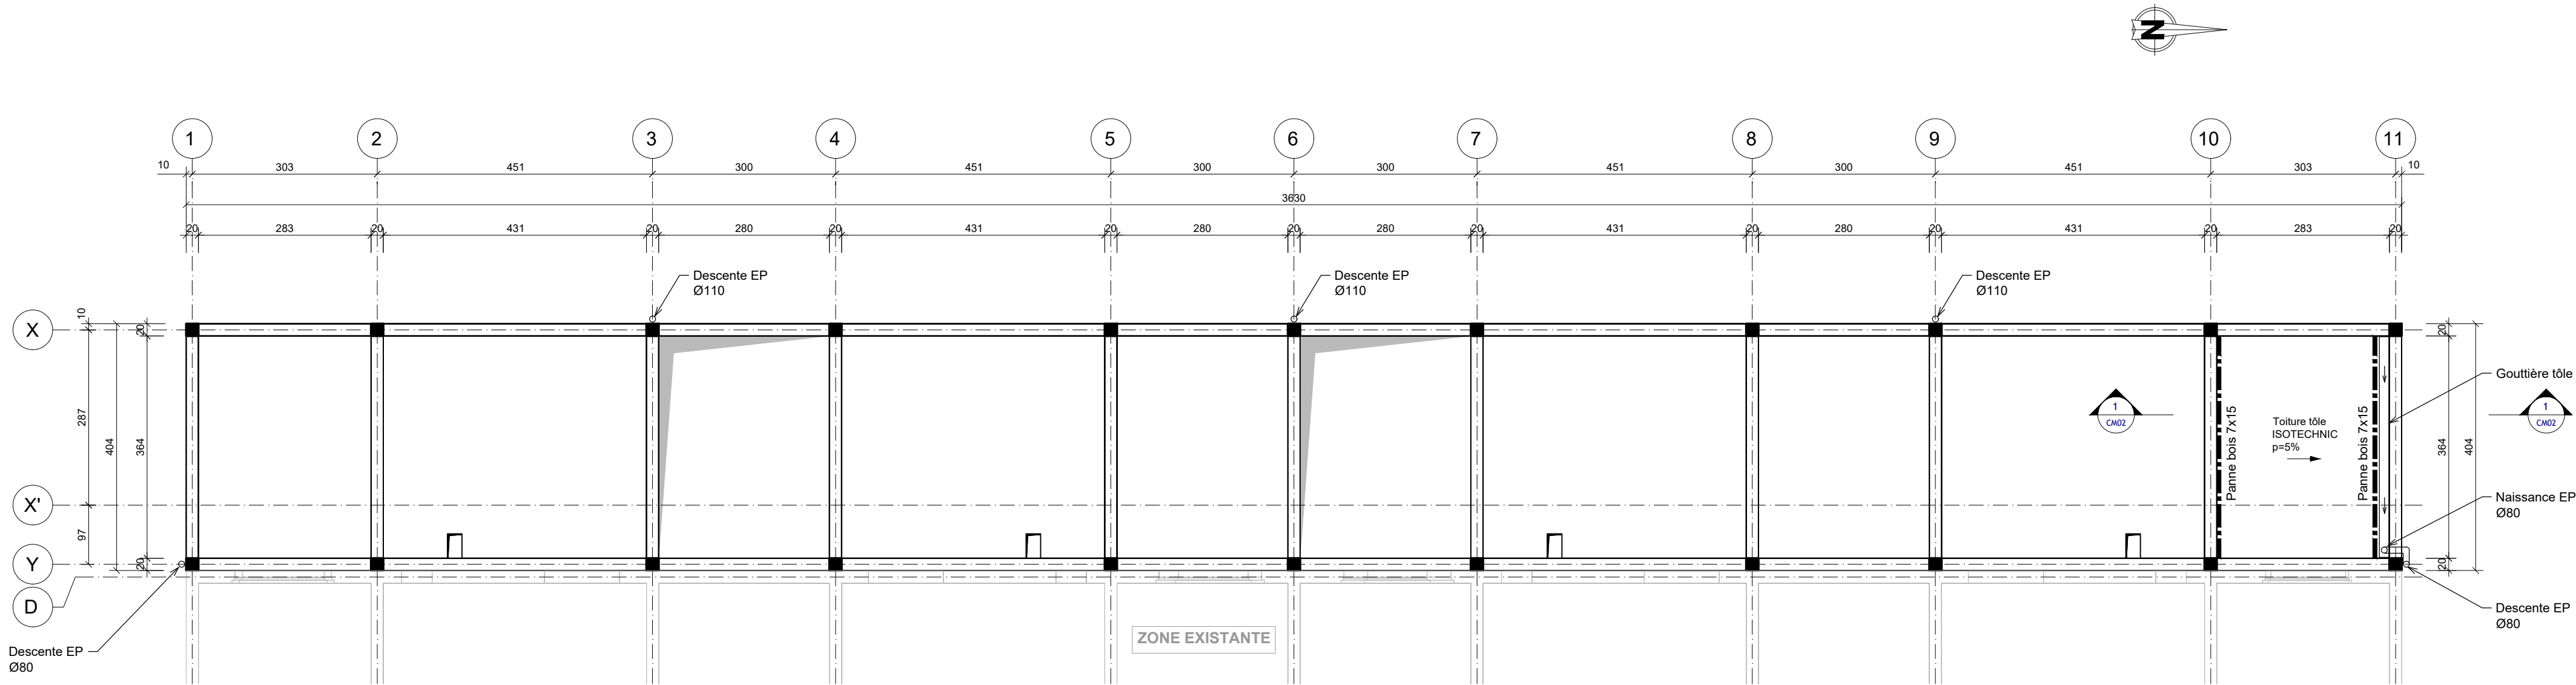 N
1 2 3 4 5 6 7 8 9 10 11
10 303 451 300 451 300 300 451 300 451 303 10
3630
20 283 20 431 20 280 20 431 20 280 20 280 20 431 20 280 20 431 20 283 20
Descente EP
Ø110
Descente EP
Ø110
Descente EP
Ø110
X
10
20
287
404
364
X'
97
Y
20
D
Descente EP
Ø80
1
CM02
Panne bois 7x15
Toiture tôle
ISOTECHNIC
p=5%
Panne bois 7x15
20
364
404
20
Gouttière tôle
1
CM02
Naissance EP
Ø80
Descente EP
Ø80
ZONE EXISTANTE